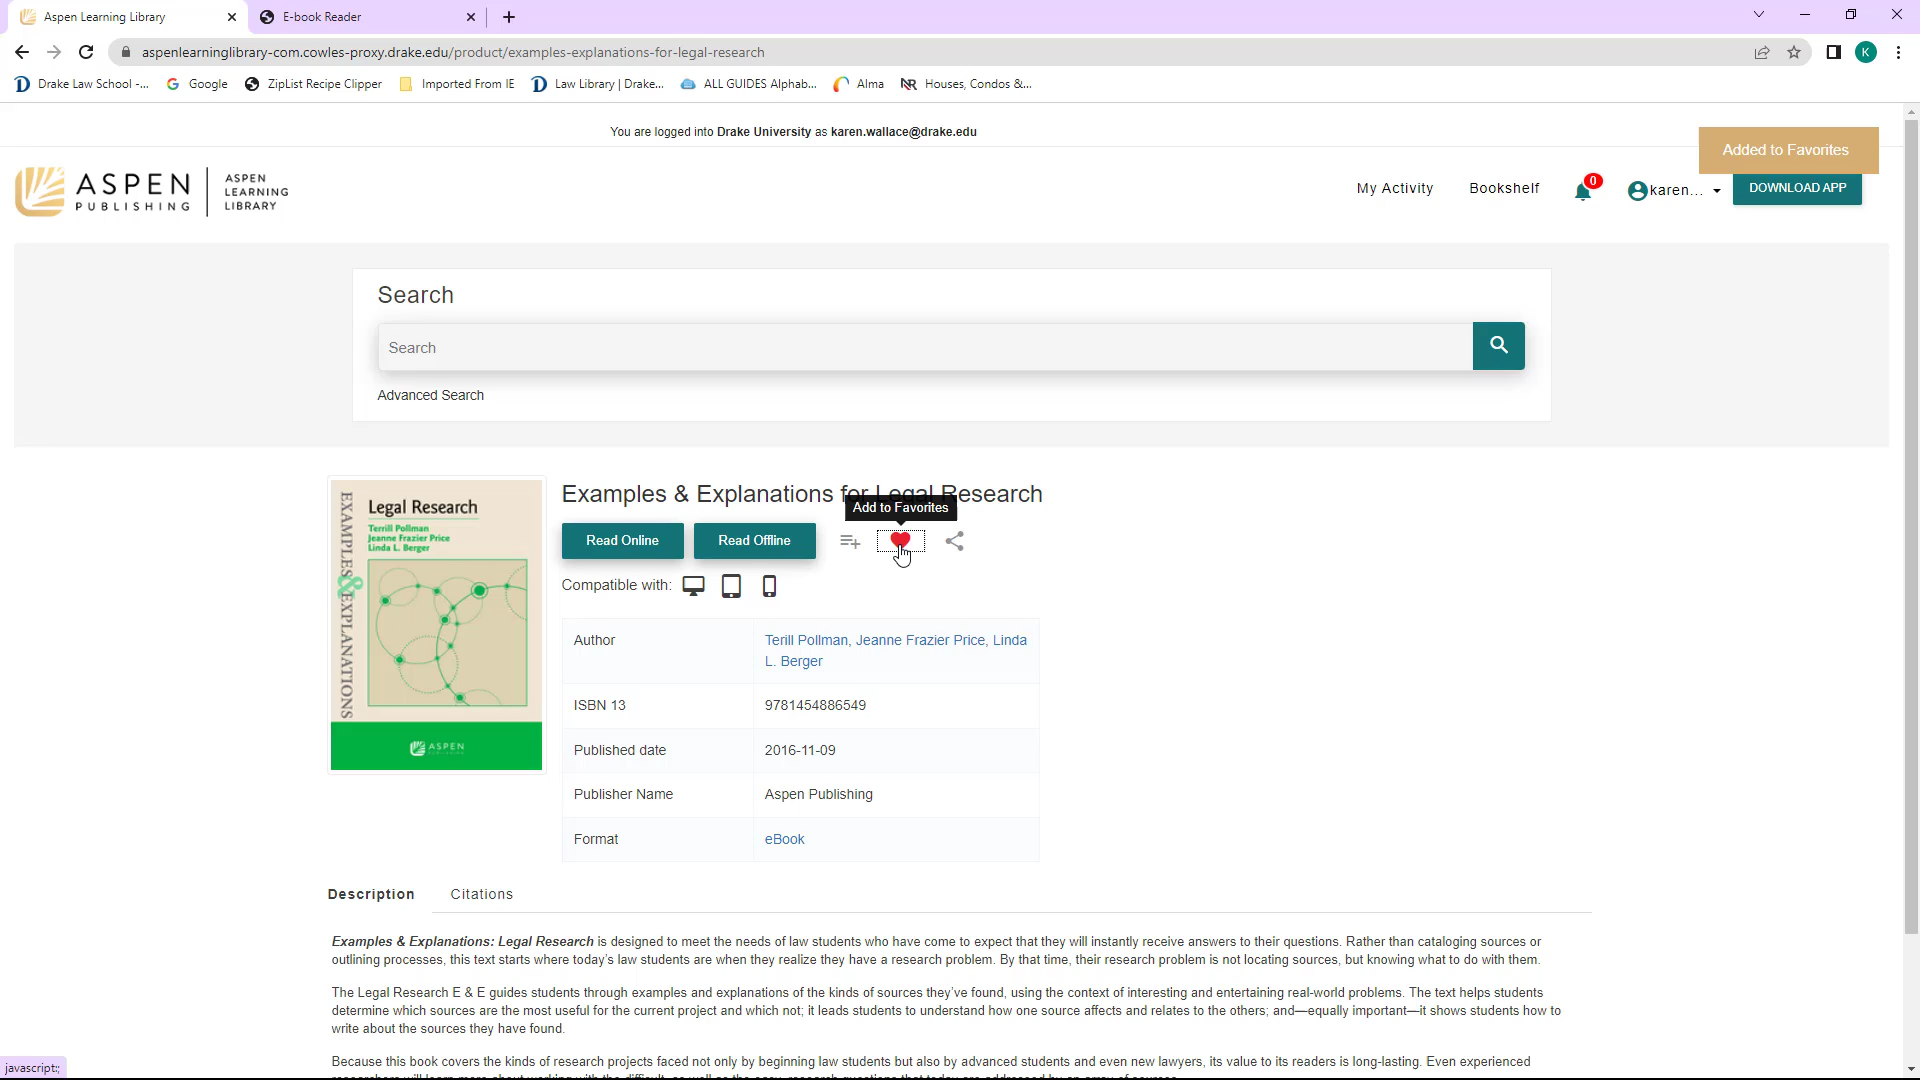 Aspen Learning Library
E-book Reader
aspenlearninglibrary-com.cowles-proxy.drake.edu/product/examples-explanations-for-legal-research
K
Drake Law School -...
Google
ZipList Recipe Clipper
Imported From IE
Law Library | Drake...
ALL GUIDES Alphab...
Alma
Houses, Condos &...
You are logged into Drake University as karen.wallace@drake.edu
Added to Favorites
ASPEN
PUBLISHING
ASPEN
LEARNING
LIBRARY
My Activity
Bookshelf
0
karen...
DOWNLOAD APP
Search
Search
Advanced Search
EXAMPLES & EXPLANATIONS
Legal Research
Terrill Pollman
Jeanne Frazier Price
Linda L. Berger
ASPEN
Examples & Explanations for Legal Research
Add to Favorites
Read Online
Read Offline
Compatible with:
Author
Terill Pollman, Jeanne Frazier Price, Linda
L. Berger
ISBN 13
9781454886549
Published date
2016-11-09
Publisher Name
Aspen Publishing
Format
eBook
Description
Citations
Examples & Explanations: Legal Research is designed to meet the needs of law students who have come to expect that they will instantly receive answers to their questions. Rather than cataloging sources or
outlining processes, this text starts where today's law students are when they realize they have a research problem. By that time, their research problem is not locating sources, but knowing what to do with them.
The Legal Research E & E guides students through examples and explanations of the kinds of sources they've found, using the context of interesting and entertaining real-world problems. The text helps students
determine which sources are the most useful for the current project and which not; it leads students to understand how one source affects and relates to the others; and—equally important—it shows students how to
write about the sources they have found.
Because this book covers the kinds of research projects faced not only by beginning law students but also by advanced students and even new lawyers, its value to its readers is long-lasting. Even experienced
javascript:;